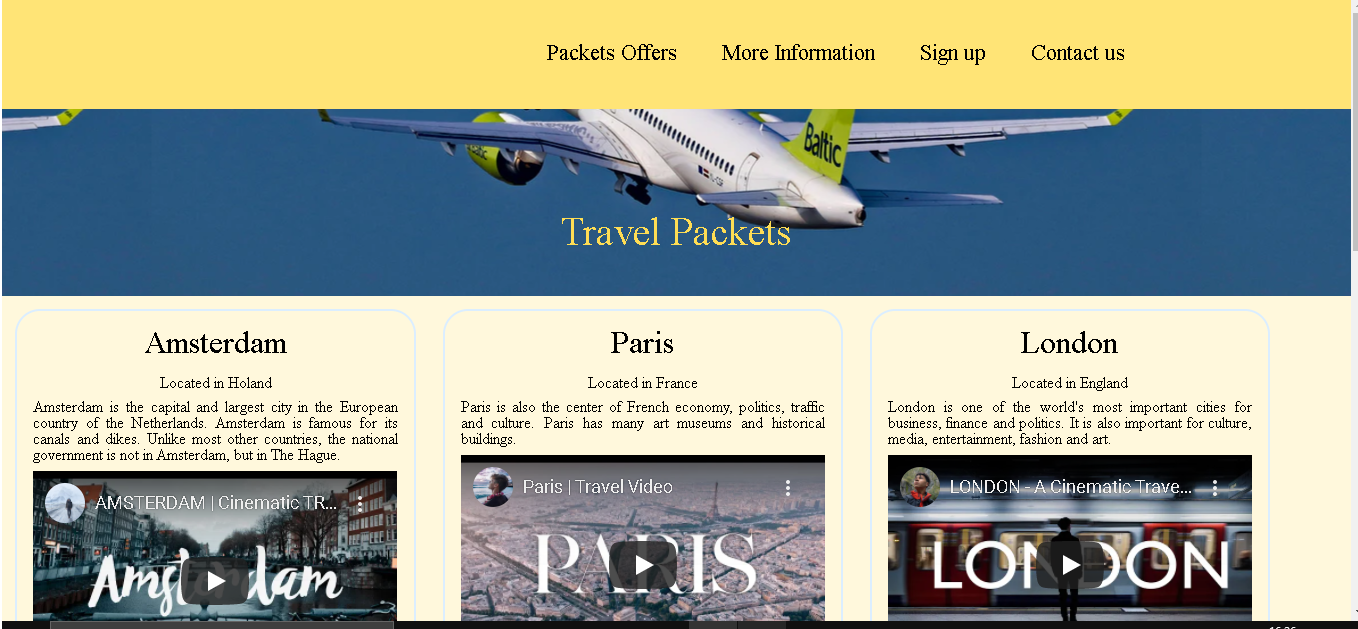 Packets Offers More Information Sign up Contact us
Baltic
Travel Packets
Amsterdam
Located in Holand
Amsterdam is the capital and largest city in the European
country of the Netherlands. Amsterdam is famous for its
canals and dikes. Unlike most other countries, the national
government is not in Amsterdam, but in The Hague.
AMSTERDAM | Cinematic TR...
Paris
Located in France
Paris is also the center of French economy, politics, traffic
and culture. Paris has many art museums and historical
buildings.
Paris | Travel Video
PARIS
London
Located in England
London is one of the world's most important cities for
business, finance and politics. It is also important for culture,
media, entertainment, fashion and art.
LONDON - A Cinematic Trave...
LONDON